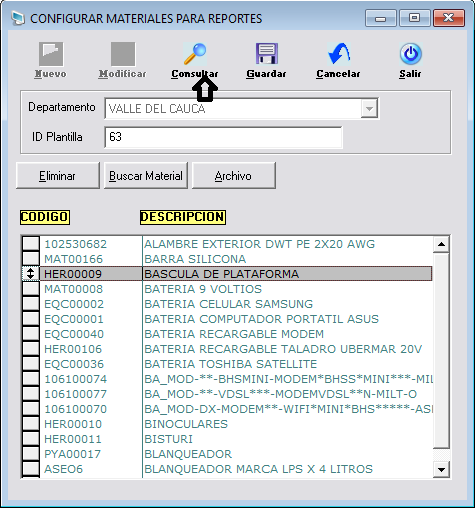 CONFIGURAR MATERIALES PARA REPORTES
Nuevo Modificar Consultar Guardar Cancelar Salir
Departamento VALLE DEL CAUCA
ID Plantilla 63
Eliminar Buscar Material Archivo
CODIGO DESCRIPCION
102530682 ALAMBRE EXTERIOR DWT PE 2X20 AWG
MAT00166 BARRA SILICONA
HER00009 BASCULA DE PLATAFORMA
MAT00008 BATERIA 9 VOLTIOS
EQC00002 BATERIA CELULAR SAMSUNG
EQC00001 BATERIA COMPUTADOR PORTATIL ASUS
EQC00040 BATERIA RECARGABLE MODEM
HER00106 BATERIA RECARGABLE TALADRO UBERMAR 20V
EQC00036 BATERIA TOSHIBA SATELLITE
106100074 BA_MOD-**-BHSMINI-MODEM*BHSS*MINI***-MIL
106100077 BA_MOD-**-VDSL***-MODEMVDSL**N-MILT-O
106100070 BA_MOD-DX-MODEM**-WIFI*MINI*BHS*****-ASI
HER00010 BINOCULARES
HER00011 BISTURI
PYA00017 BLANQUEADOR
ASEO6 BLANQUEADOR MARCA LPS X 4 LITROS